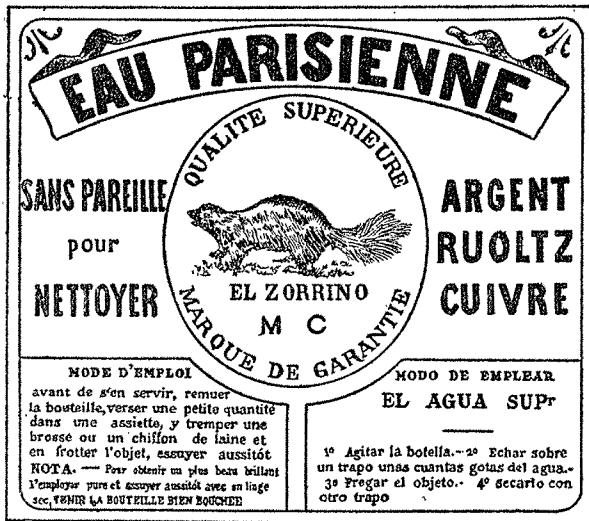 EAU PARISIENNE
QUALITE SUPERIEURE
SANS PAREILLE
pour
NETTOYER
EL ZORRINO
M C
MARQUE DE GARANTIE
ARGENT
RUOLTZ
CUIVRE
MODE D'EMPLOI
avant de s'en servir, remuer
la bouteille, verser une petite quantité
dans une assiette, y tremper une
brosse ou un chiffon de laine et
en frotter l'objet, essuyer aussitôt
NOTA. — Pour obtenir un plus beau brillant
l'employer pure et essuyer aussitôt avec un linge
sec, TENIR LA BOUTEILLE BIEN BOUCHÉE
MODO DE EMPLEAR
EL AGUA SUPr
1º Agitar la botella.- 2º Echar sobre
un trapo unas cuantas gotas del agua.-
3º Fregar el objeto.- 4º secarlo con
otro trapo